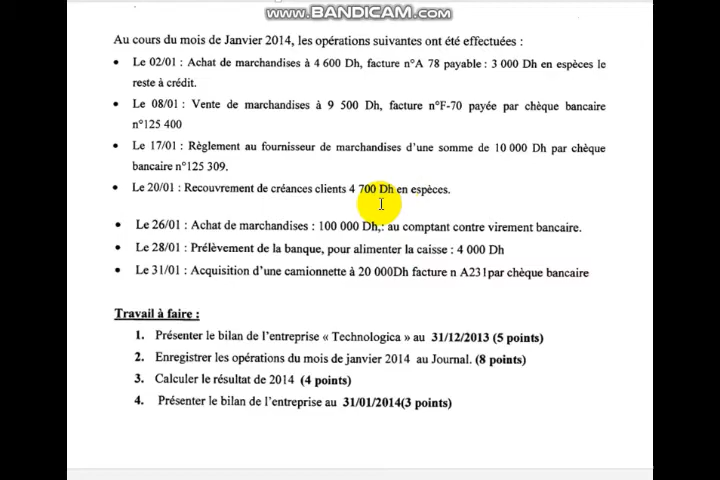 www.BANDICAM.com
Au cours du mois de Janvier 2014, les opérations suivantes ont été effectuées :
• Le 02/01 : Achat de marchandises à 4 600 Dh, facture n°A 78 payable : 3 000 Dh en espèces le
reste à crédit.
• Le 08/01 : Vente de marchandises à 9 500 Dh, facture n°F-70 payée par chèque bancaire
n°125 400
• Le 17/01 : Règlement au fournisseur de marchandises d'une somme de 10 000 Dh par chèque
bancaire n°125 309.
• Le 20/01 : Recouvrement de créances clients 4 700 Dh en espèces.
• Le 26/01 : Achat de marchandises : 100 000 Dh,: au comptant contre virement bancaire.
• Le 28/01 : Prélèvement de la banque, pour alimenter la caisse : 4 000 Dh
• Le 31/01 : Acquisition d'une camionnette à 20 000Dh facture n A231par chèque bancaire
Travail à faire :
1. Présenter le bilan de l'entreprise « Technologica » au 31/12/2013 (5 points)
2. Enregistrer les opérations du mois de janvier 2014 au Journal. (8 points)
3. Calculer le résultat de 2014 (4 points)
4. Présenter le bilan de l'entreprise au 31/01/2014(3 points)